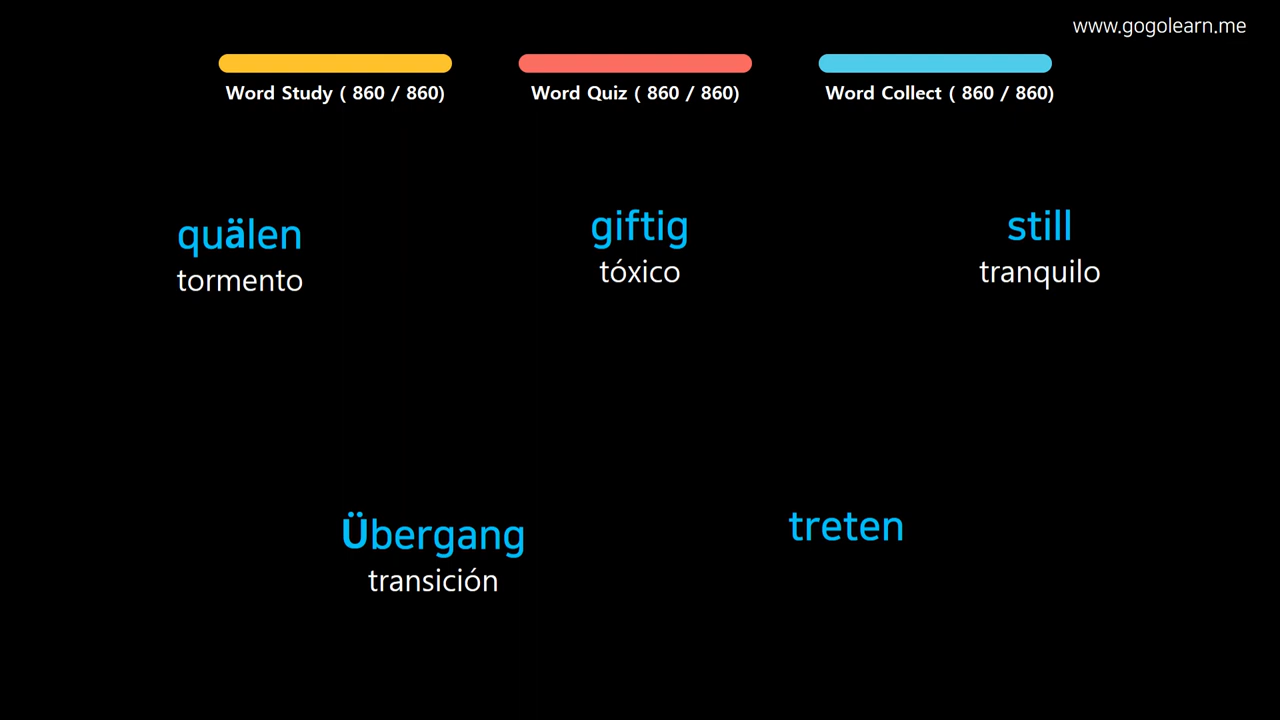 www.gogolearn.me
Word Study ( 860 / 860)
Word Quiz ( 860 / 860)
Word Collect ( 860 / 860)
quälen
tormento
giftig
tóxico
still
tranquilo
Übergang
transición
treten